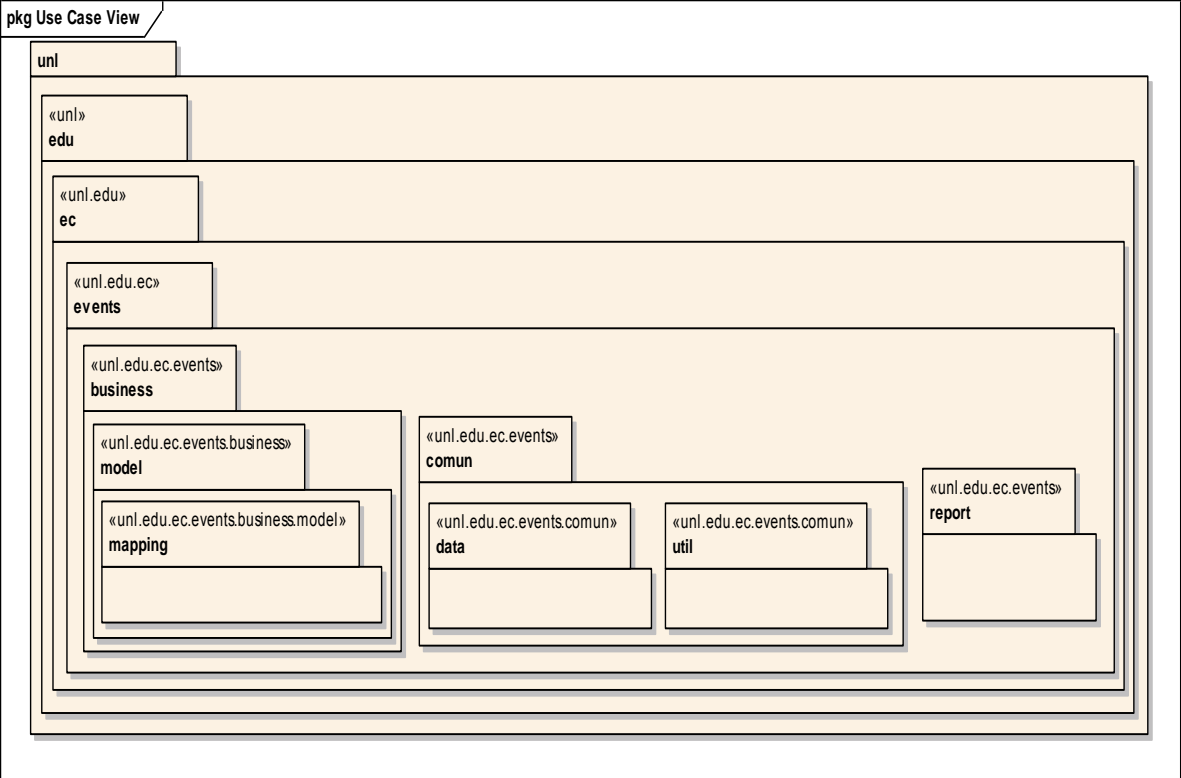 pkg Use Case View
unl
«unl»
edu
«unl.edu»
ec
«unl.edu.ec»
events
«unl.edu.ec.events»
business
«unl.edu.ec.events.business»
model
«unl.edu.ec.events.business.model»
mapping
«unl.edu.ec.events»
comun
«unl.edu.ec.events.comun»
data
«unl.edu.ec.events.comun»
util
«unl.edu.ec.events»
report